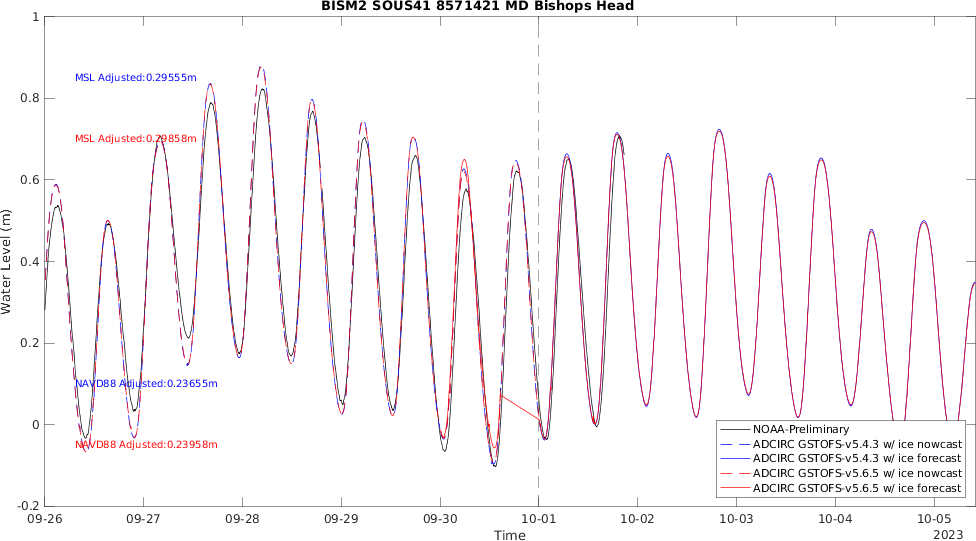 BISM2 SOUS41 8571421 MD Bishops Head
1
0.8
0.6
0.4
0.2
0
-0.2
Water Level (m)
MSL Adjusted:0.29555m
MSL Adjusted:0.29858m
NAVD88 Adjusted:0.23655m
NAVD88 Adjusted:0.23958m
NOAA-Preliminary
ADCIRC GSTOFS-v5.4.3 w/ ice nowcast
ADCIRC GSTOFS-v5.4.3 w/ ice forecast
ADCIRC GSTOFS-v5.6.5 w/ ice nowcast
ADCIRC GSTOFS-v5.6.5 w/ ice forecast
09-26 09-27 09-28 09-29 09-30 10-01 10-02 10-03 10-04 10-05
Time
2023